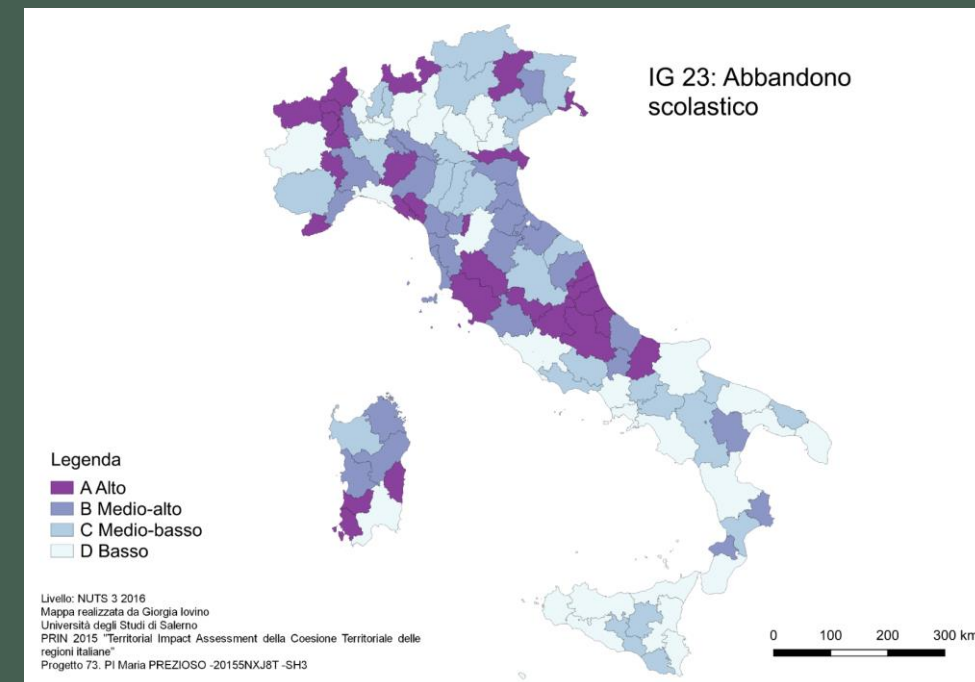 IG 23: Abbandono
scolastico
Legenda
A Alto
B Medio-alto
C Medio-basso
D Basso
Livello: NUTS 3 2016
Mappa realizzata da Giorgia Iovino
Università degli Studi di Salerno
PRIN 2015 "Territorial Impact Assessment della Coesione Territoriale delle
regioni italiane"
Progetto 73. PI Maria PREZIOSO -20155NXJ8T -SH3
0 100 200 300 km